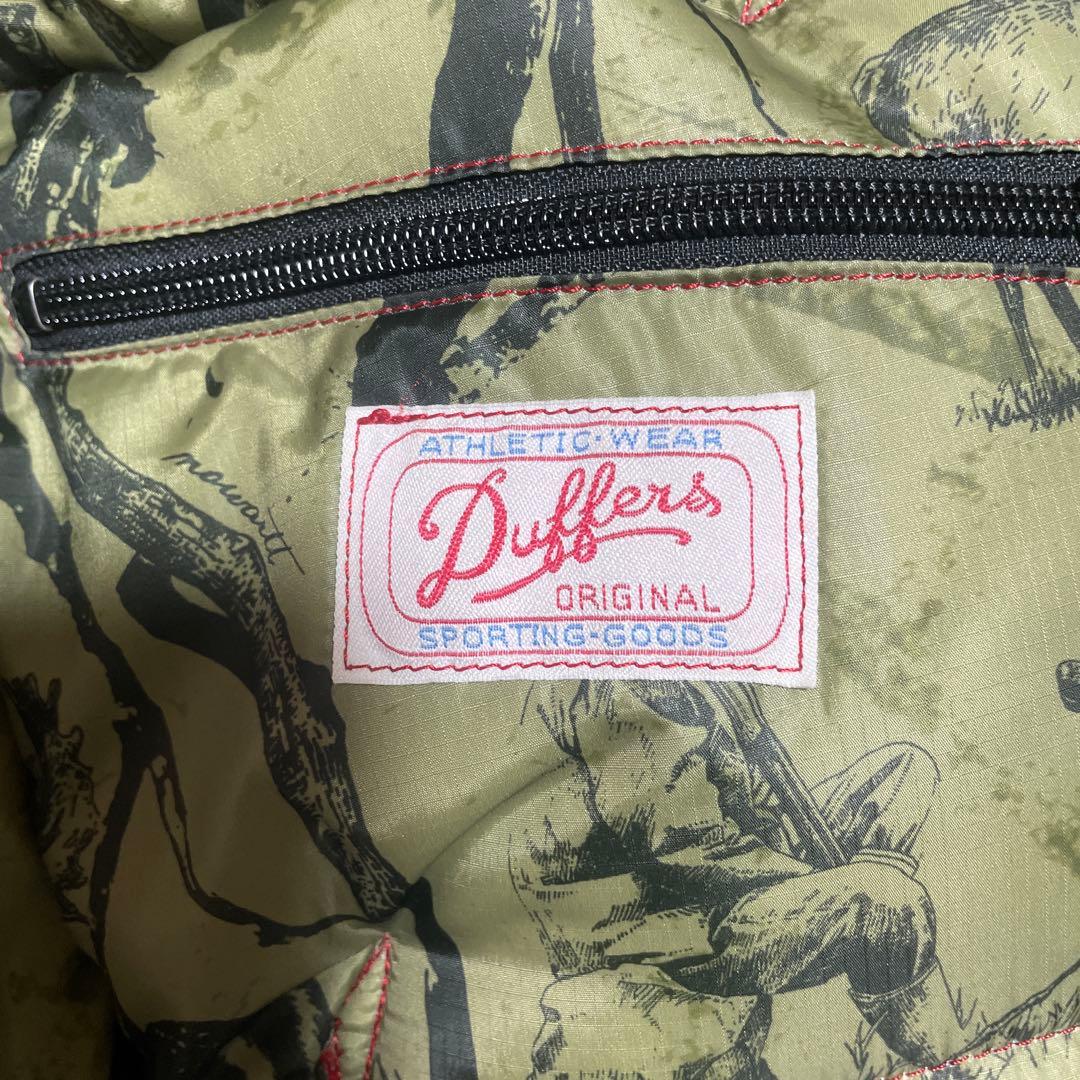 ATHLETIC·WEAR
Duffers
ORIGINAL
SPORTING-GOODS